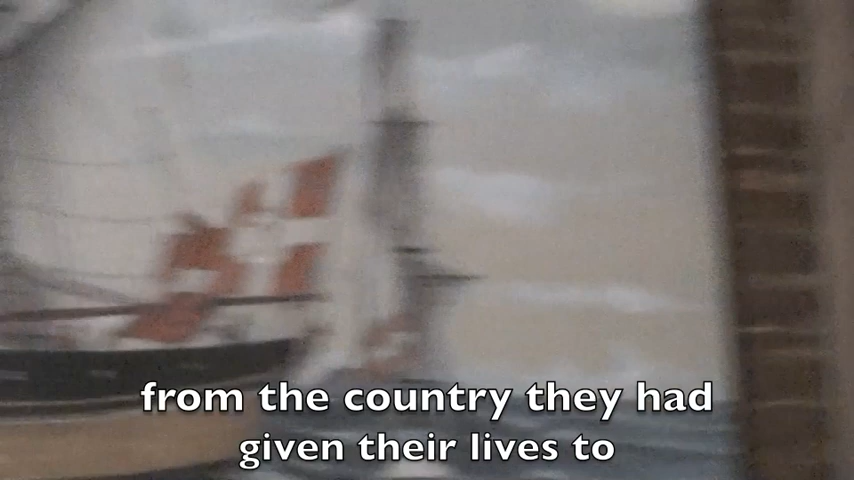 from the country they had
given their lives to